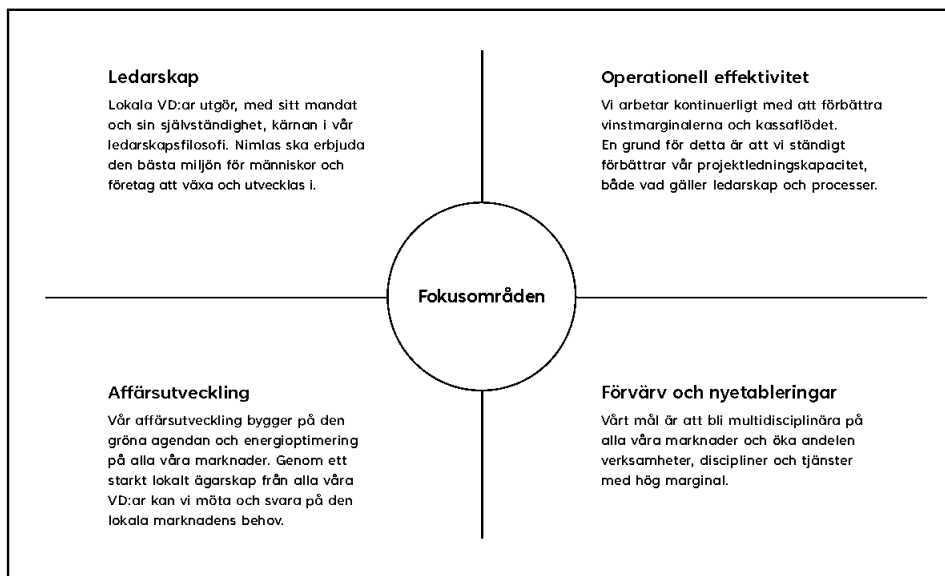 Ledarskap
Lokala VD:ar utgör, med sitt mandat
och sin självständighet, kärnan i vår
ledarskapsfilosofi. Nimlas ska erbjuda
den bästa miljön för människor och
företag att växa och utvecklas i.
Operationell effektivitet
Vi arbetar kontinuerligt med att förbättra
vinstmarginalerna och kassaflödet.
En grund för detta är att vi ständigt
förbättrar vår projektledningskapacitet,
både vad gäller ledarskap och processer.
Fokusområden
Affärsutveckling
Vår affärsutveckling bygger på den
gröna agendan och energioptimering
på alla våra marknader. Genom ett
starkt lokalt ägarskap från alla våra
VD:ar kan vi möta och svara på den
lokala marknadens behov.
Förvärv och nyetableringar
Vårt mål är att bli multidisciplinära på
alla våra marknader och öka andelen
verksamheter, discipliner och tjänster
med hög marginal.